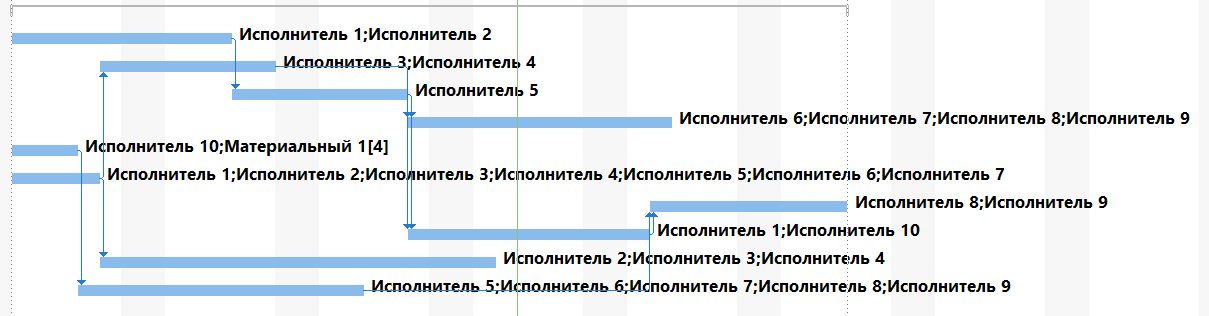 Исполнитель 1;Исполнитель 2
Исполнитель 3;Исполнитель 4
Исполнитель 5
Исполнитель 6;Исполнитель 7;Исполнитель 8;Исполнитель 9
Исполнитель 10;Материальный 1[4]
Исполнитель 1;Исполнитель 2;Исполнитель 3;Исполнитель 4;Исполнитель 5;Исполнитель 6;Исполнитель 7
Исполнитель 8;Исполнитель 9
Исполнитель 1;Исполнитель 10
Исполнитель 2;Исполнитель 3;Исполнитель 4
Исполнитель 5;Исполнитель 6;Исполнитель 7;Исполнитель 8;Исполнитель 9